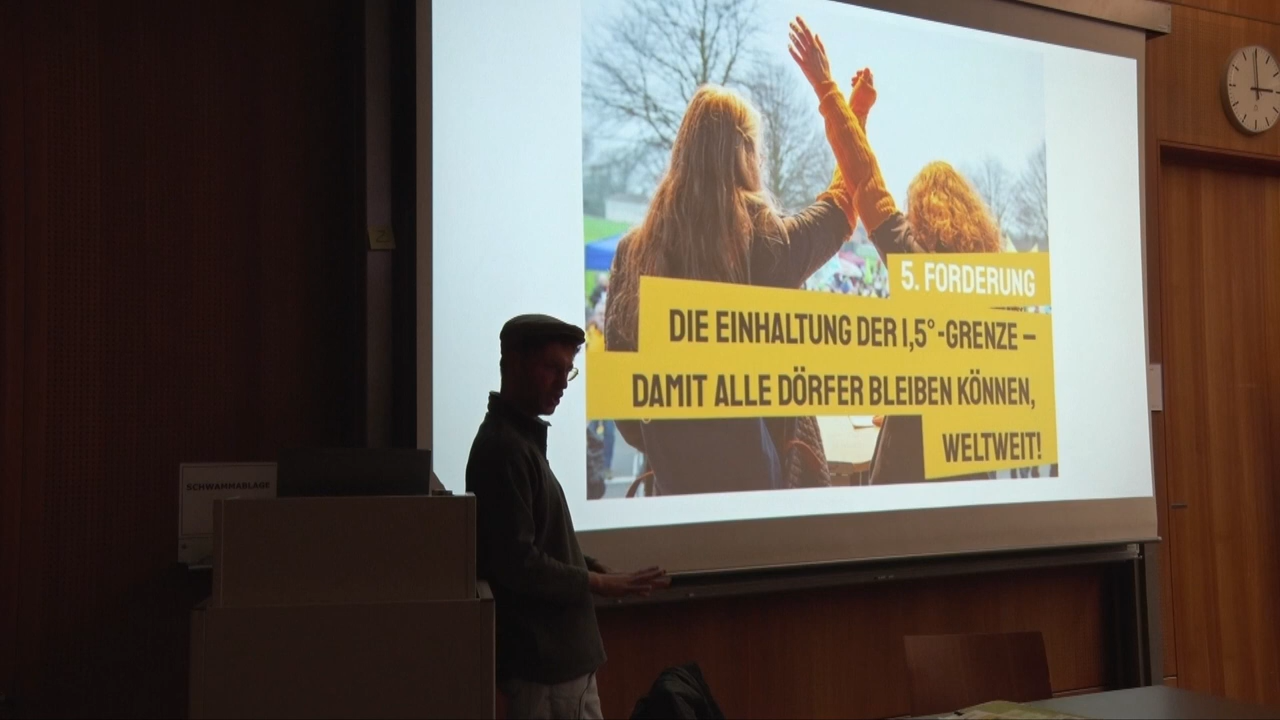 5. FORDERUNG
DIE EINHALTUNG DER 1,5°-GRENZE –
DAMIT ALLE DÖRFER BLEIBEN KÖNNEN,
WELTWEIT!
SCHWAMMABLAGE